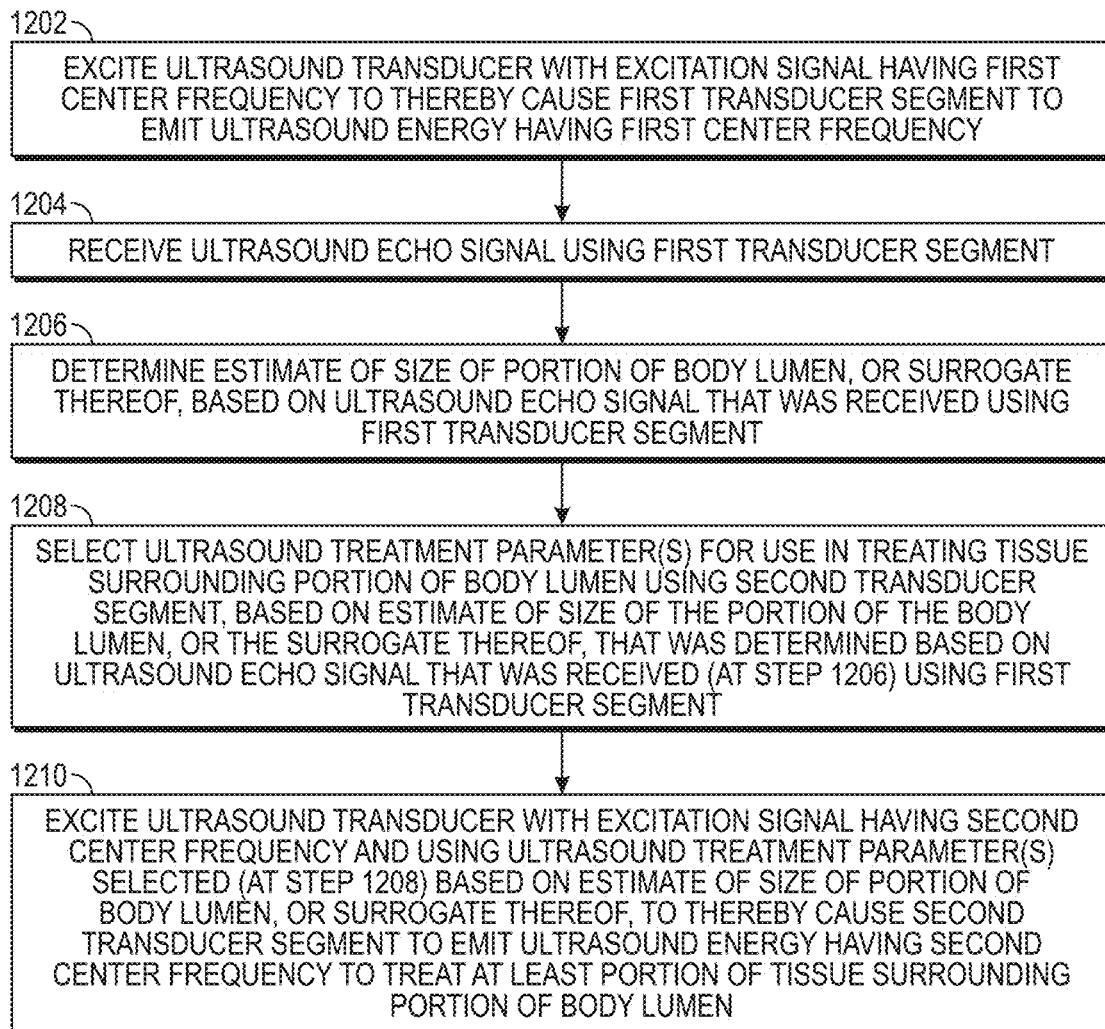 1202
EXCITE ULTRASOUND TRANSDUCER WITH EXCITATION SIGNAL HAVING FIRST
CENTER FREQUENCY TO THEREBY CAUSE FIRST TRANSDUCER SEGMENT TO
EMIT ULTRASOUND ENERGY HAVING FIRST CENTER FREQUENCY
1204
RECEIVE ULTRASOUND ECHO SIGNAL USING FIRST TRANSDUCER SEGMENT
1206
DETERMINE ESTIMATE OF SIZE OF PORTION OF BODY LUMEN, OR SURROGATE
THEREOF, BASED ON ULTRASOUND ECHO SIGNAL THAT WAS RECEIVED USING
FIRST TRANSDUCER SEGMENT
1208
SELECT ULTRASOUND TREATMENT PARAMETER(S) FOR USE IN TREATING TISSUE
SURROUNDING PORTION OF BODY LUMEN USING SECOND TRANSDUCER
SEGMENT, BASED ON ESTIMATE OF SIZE OF THE PORTION OF THE BODY
LUMEN, OR THE SURROGATE THEREOF, THAT WAS DETERMINED BASED ON
ULTRASOUND ECHO SIGNAL THAT WAS RECEIVED (AT STEP 1206) USING FIRST
TRANSDUCER SEGMENT
1210
EXCITE ULTRASOUND TRANSDUCER WITH EXCITATION SIGNAL HAVING SECOND
CENTER FREQUENCY AND USING ULTRASOUND TREATMENT PARAMETER(S)
SELECTED (AT STEP 1208) BASED ON ESTIMATE OF SIZE OF PORTION OF
BODY LUMEN, OR SURROGATE THEREOF, TO THEREBY CAUSE SECOND
TRANSDUCER SEGMENT TO EMIT ULTRASOUND ENERGY HAVING SECOND
CENTER FREQUENCY TO TREAT AT LEAST PORTION OF TISSUE SURROUNDING
PORTION OF BODY LUMEN